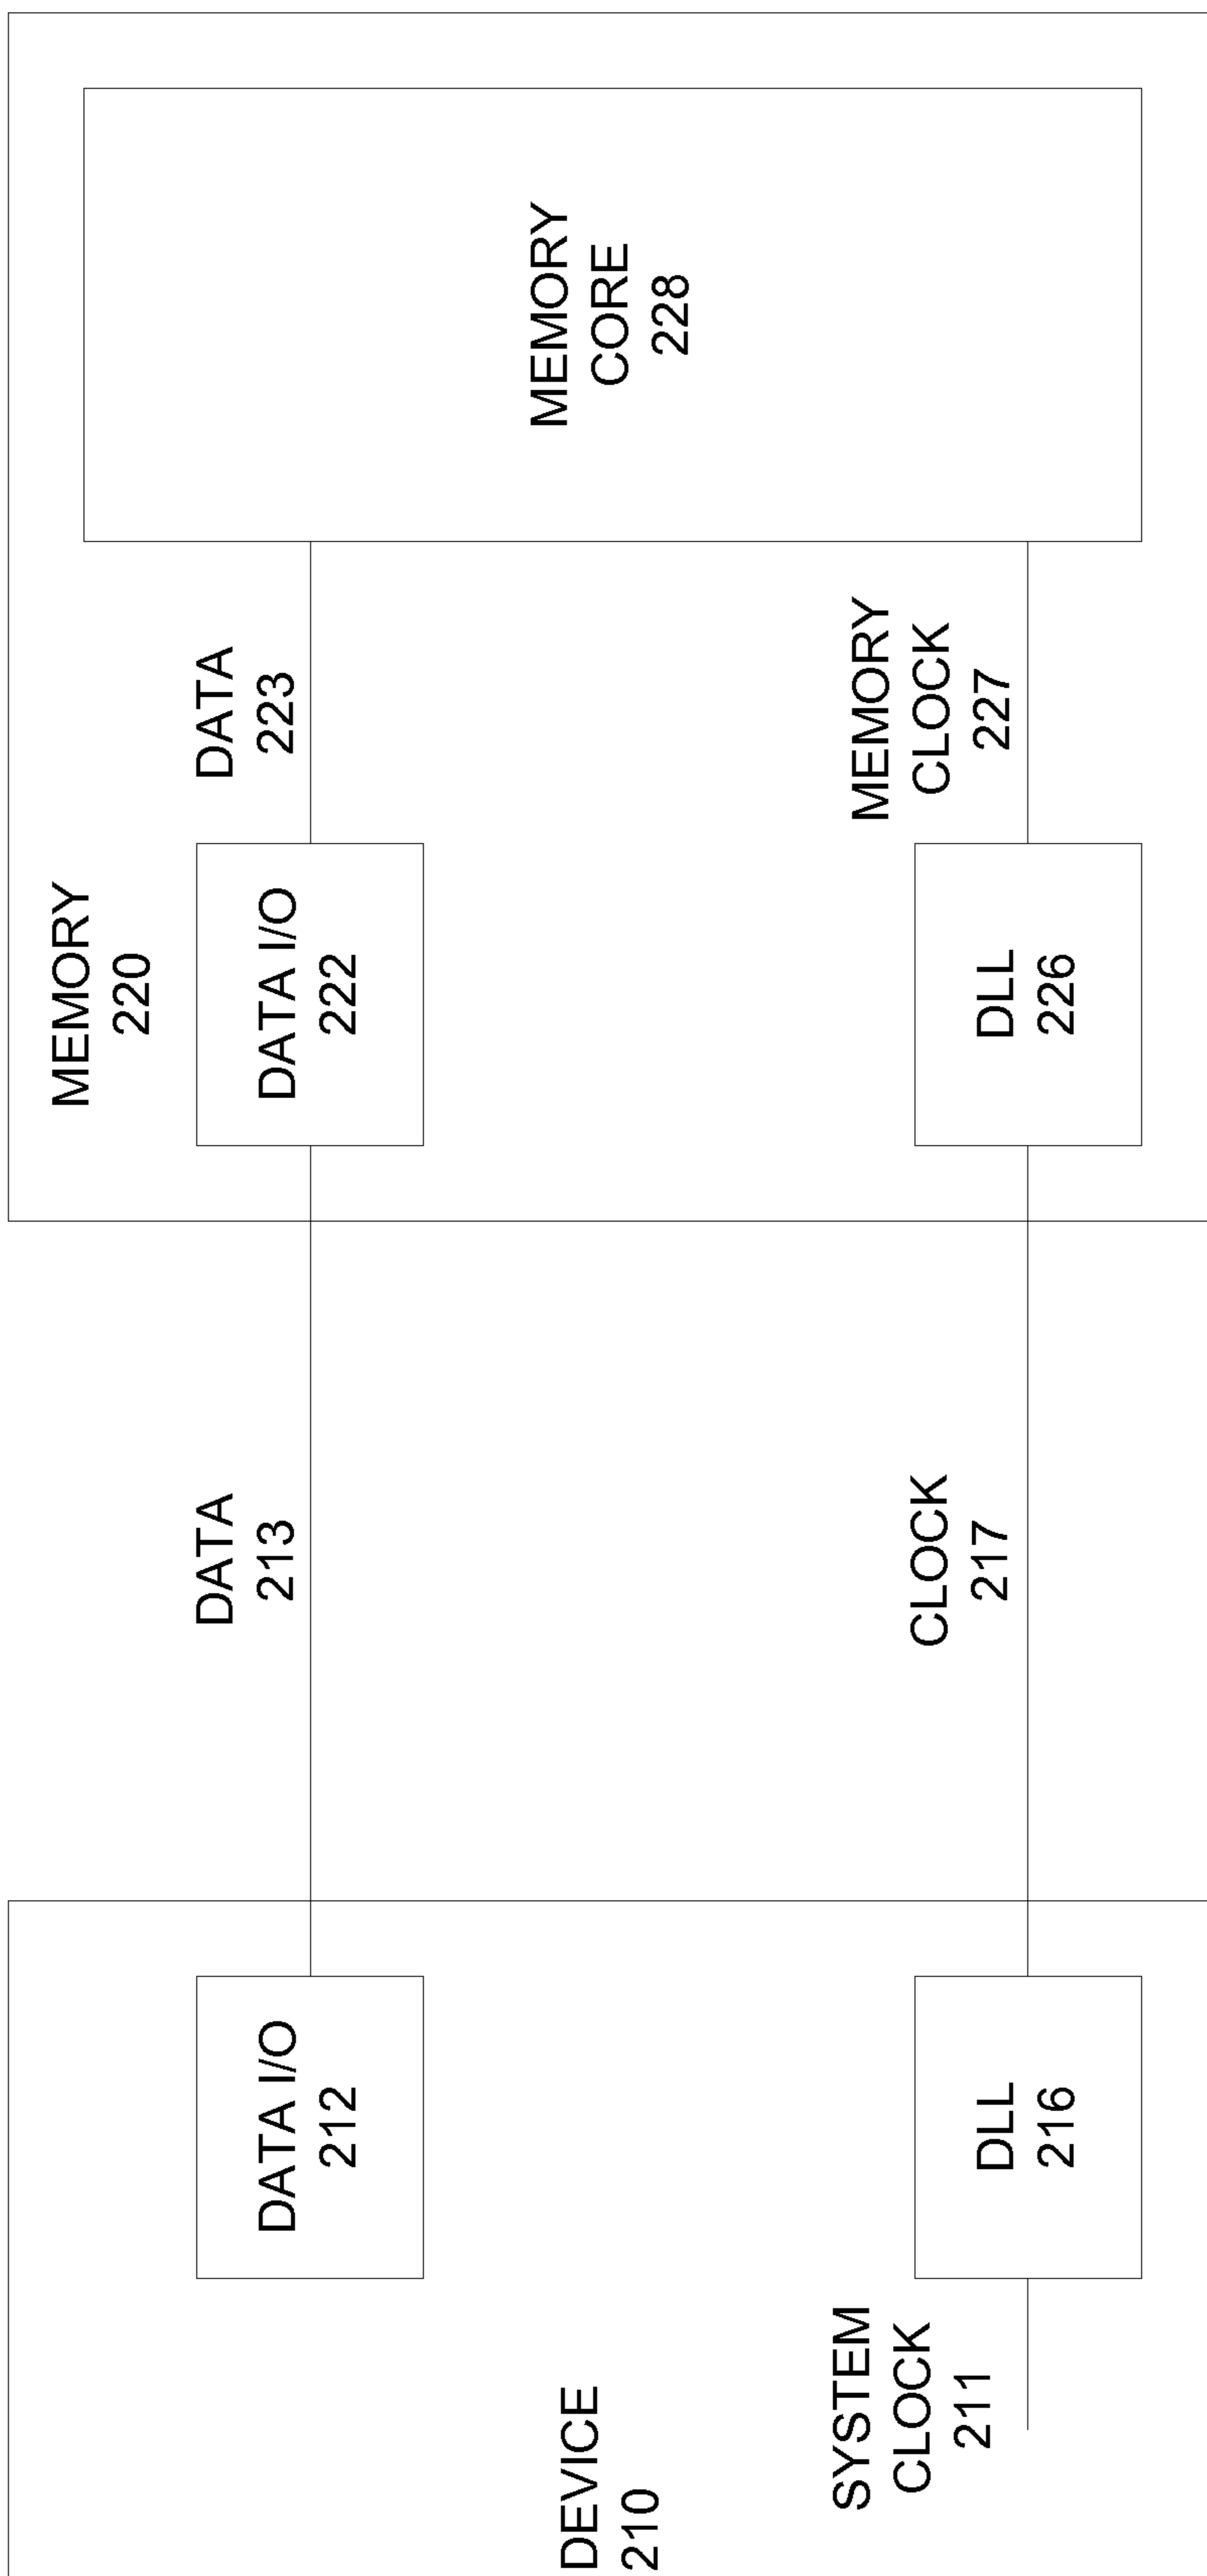 DEVICE
210
SYSTEM
CLOCK
211
DATA I/O
212
DLL
216
DATA
213
CLOCK
217
MEMORY
220
DATA I/O
222
DLL
226
DATA
223
MEMORY
CLOCK
227
MEMORY
CORE
228